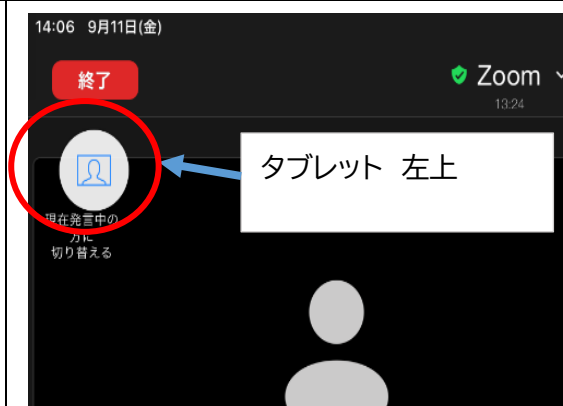 14:06 9月11日(金)
終了
Zoom
13:24
タブレット 左上
現在発言中の
方に
切り替える